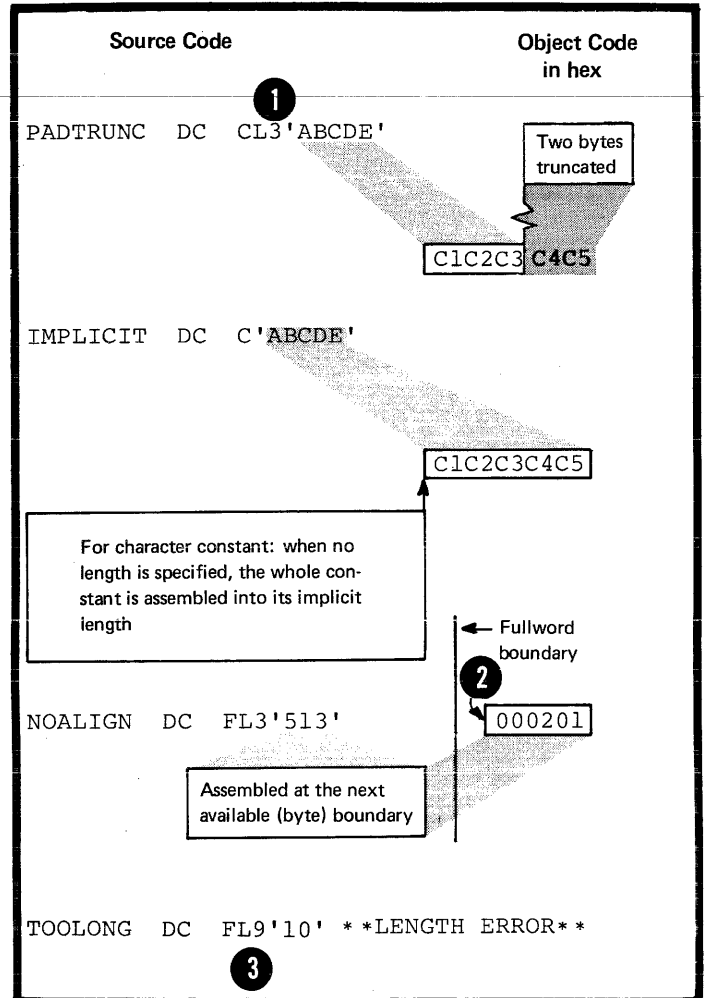 Source Code
Object Code
in hex
1
PADTRUNC DC CL3'ABCDE'
Two bytes
truncated
C1C2C3 C4C5
IMPLICIT DC C'ABCDE'
C1C2C3C4C5
For character constant: when no
length is specified, the whole con-
stant is assembled into its implicit
length
Fullword
boundary
2
NOALIGN DC FL3'513'
000201
Assembled at the next
available (byte) boundary
TOOLONG DC FL9'10' **LENGTH ERROR**
3